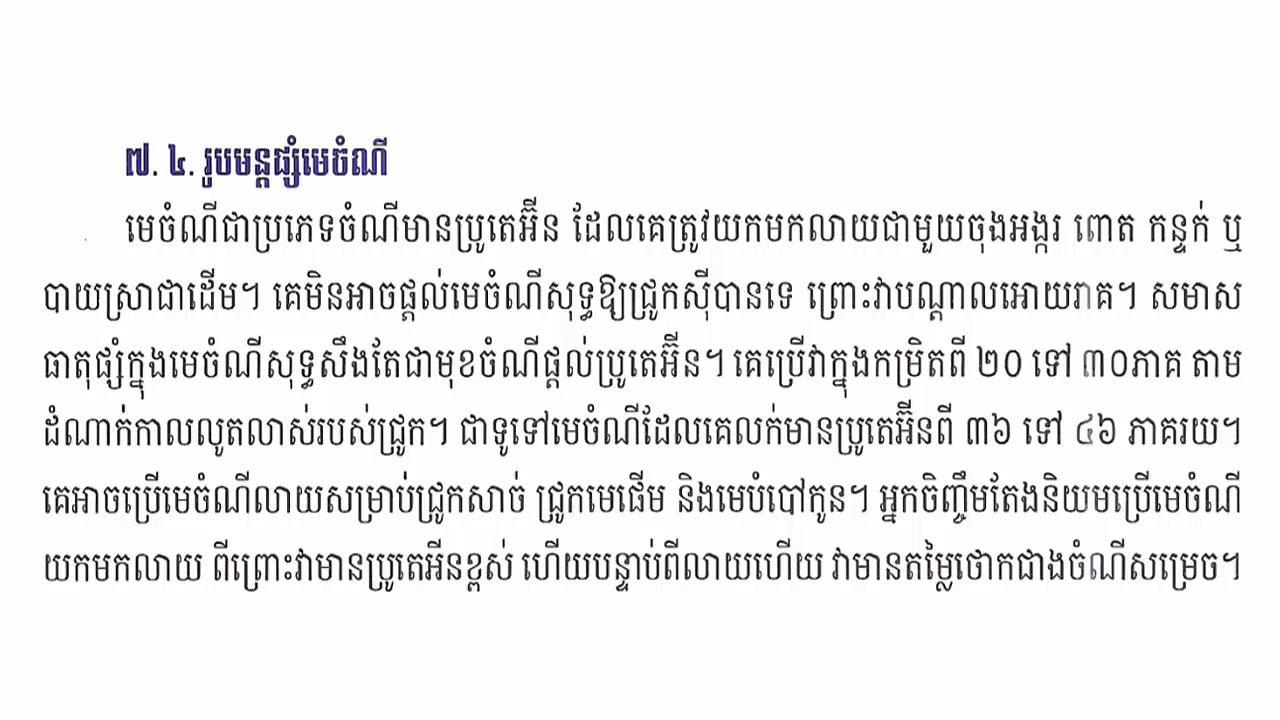 ៧. ៤. រូបមន្តផ្សំមេចំណី
មេចំណីជាប្រភេទចំណីមានប្រូតេអ៊ីន ដែលគេត្រូវយកមកលាយជាមួយចុងអង្ករ ពោត កន្ទក់ ឬ
បាយស្រាជាដើម។ គេមិនអាចផ្តល់មេចំណីសុទ្ធឱ្យជ្រូកស៊ីបានទេ ព្រោះវាបណ្តាលអោយរាគ។ សមាស
ធាតុផ្សំក្នុងមេចំណីសុទ្ធសឹងតែជាមុខចំណីផ្តល់ប្រូតេអ៊ីន។ គេប្រើវាក្នុងកម្រិតពី ២០ ទៅ ៣០ភាគ តាម
ដំណាក់កាលលូតលាស់របស់ជ្រូក។ ជាទូទៅមេចំណីដែលគេលក់មានប្រូតេអ៊ីនពី ៣៦ ទៅ ៤៦ ភាគរយ។
គេអាចប្រើមេចំណីលាយសម្រាប់ជ្រូកសាច់ ជ្រូកមេផើម និងមេបំបៅកូន។ អ្នកចិញ្ចឹមតែងនិយមប្រើមេចំណី
យកមកលាយ ពីព្រោះវាមានប្រូតេអីនខ្ពស់ ហើយបន្ទាប់ពីលាយហើយ វាមានតម្លៃថោកជាងចំណីសម្រេច។